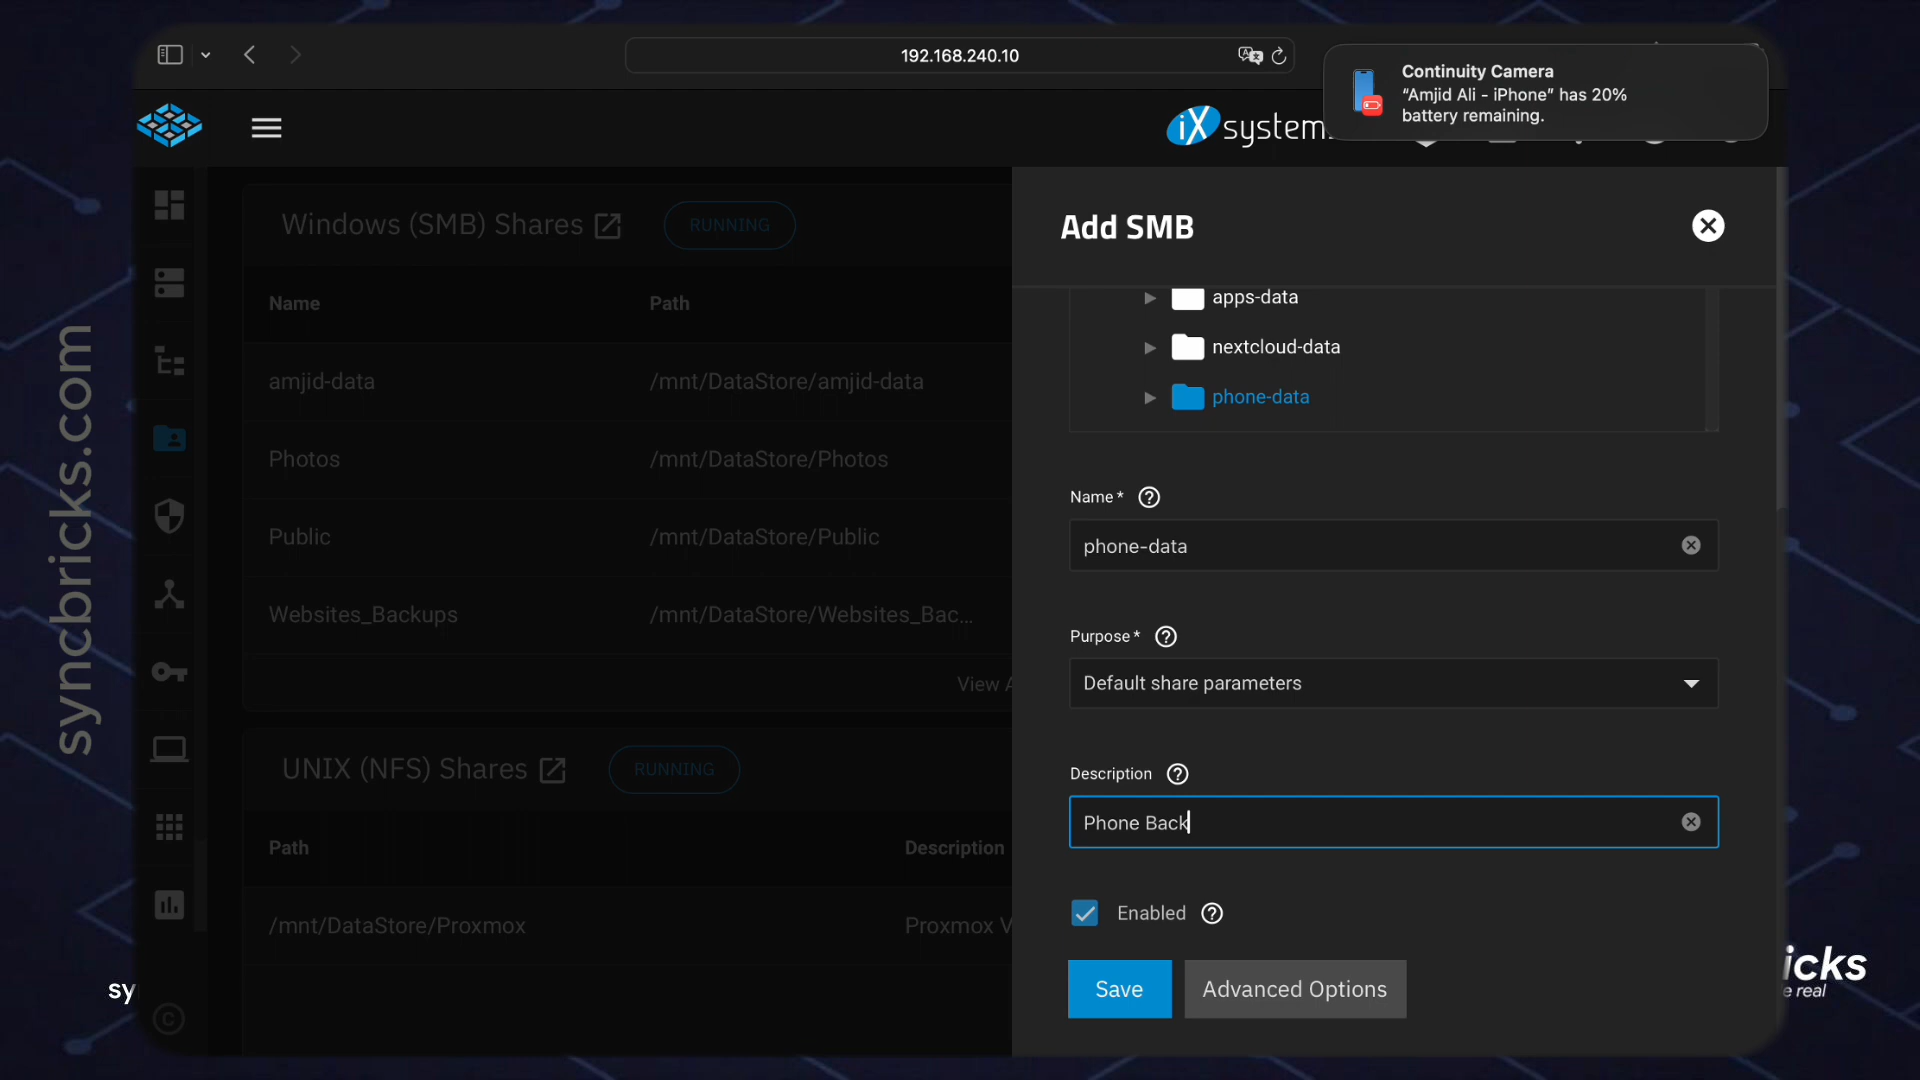 192.168.240.10
Continuity Camera
“Amjid Ali - iPhone” has 20%
battery remaining.
iXsystem
Windows (SMB) Shares
RUNNING
Name
Path
amjid-data
/mnt/DataStore/amjid-data
Photos
/mnt/DataStore/Photos
Public
/mnt/DataStore/Public
Websites_Backups
/mnt/DataStore/Websites_Bac...
View A
UNIX (NFS) Shares
RUNNING
Path
Description
/mnt/DataStore/Proxmox
Proxmox V
Add SMB
apps-data
nextcloud-data
phone-data
Name*
phone-data
Purpose*
Default share parameters
Description
Phone Back
Enabled
Save
Advanced Options
syncbricks.com
sy
icks
e real